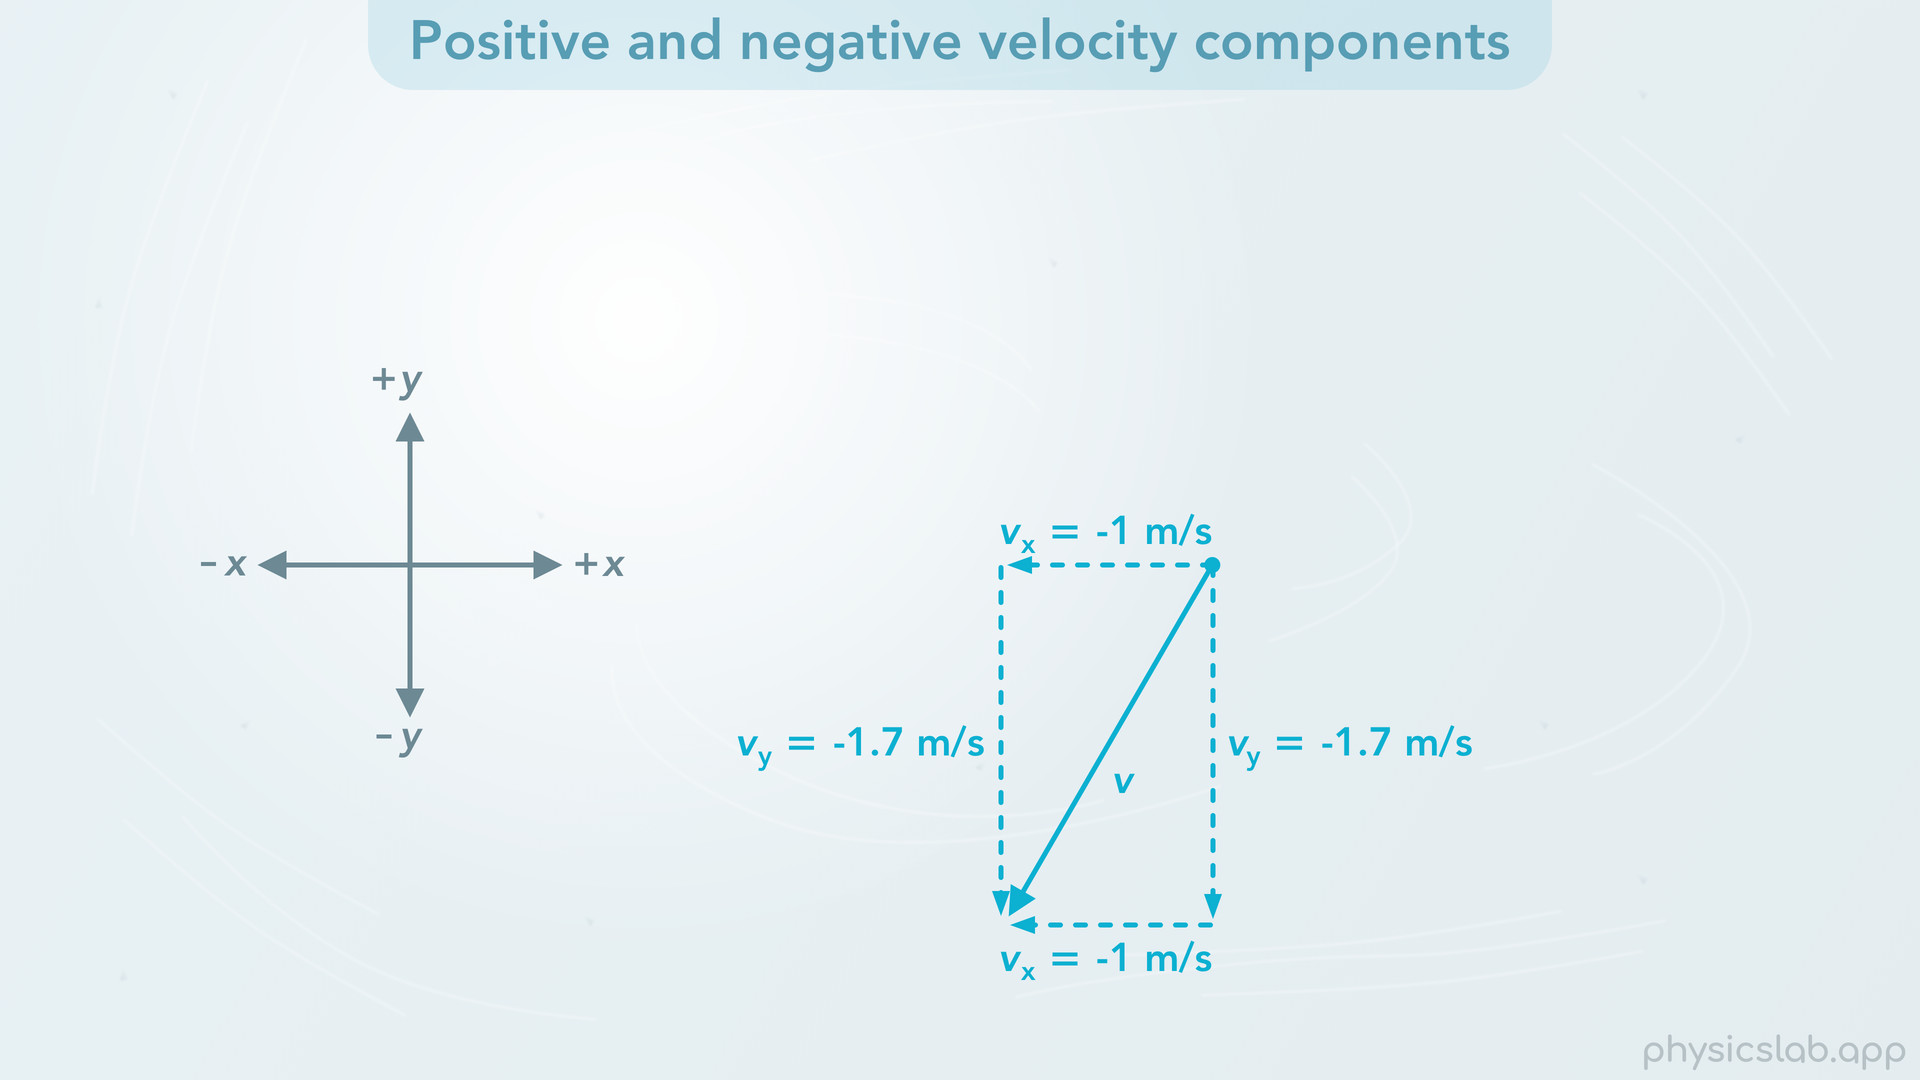 Positive and negative velocity components
+y
-x
+x
-y
vx = -1 m/s
vy = -1.7 m/s
vy = -1.7 m/s
v
vx = -1 m/s
physicslab.app